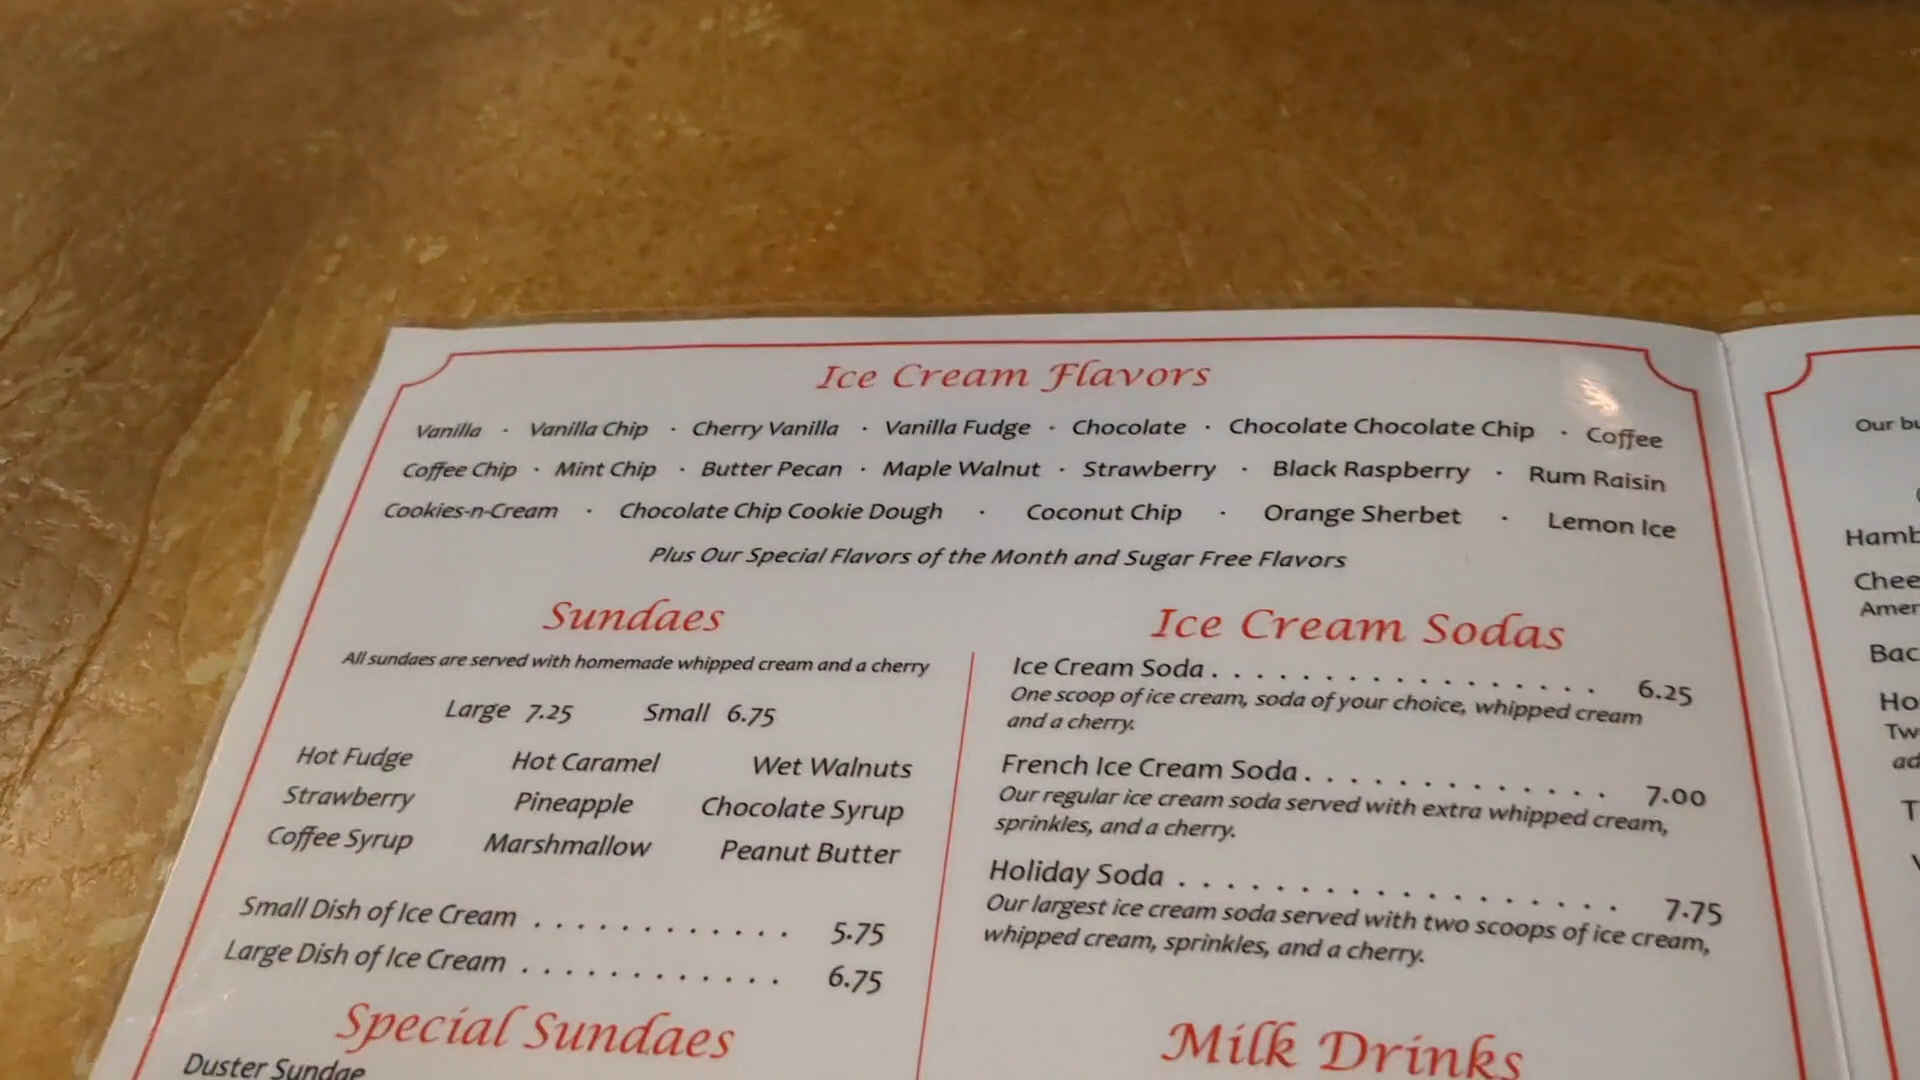 Ice Cream Flavors
Vanilla · Vanilla Chip · Cherry Vanilla · Vanilla Fudge · Chocolate · Chocolate Chocolate Chip · Coffee
Coffee Chip · Mint Chip · Butter Pecan · Maple Walnut · Strawberry · Black Raspberry · Rum Raisin
Cookies-n-Cream · Chocolate Chip Cookie Dough · Coconut Chip · Orange Sherbet · Lemon Ice
Plus Our Special Flavors of the Month and Sugar Free Flavors
Sundaes
All sundaes are served with homemade whipped cream and a cherry
Large 7.25 Small 6.75
Hot Fudge Hot Caramel Wet Walnuts
Strawberry Pineapple Chocolate Syrup
Coffee Syrup Marshmallow Peanut Butter
Small Dish of Ice Cream . . . . . . . . . . . . 5.75
Large Dish of Ice Cream . . . . . . . . . . . . 6.75
Special Sundaes
Duster Sundae
Ice Cream Sodas
Ice Cream Soda . . . . . . . . . . . . . . . . . . 6.25
One scoop of ice cream, soda of your choice, whipped cream
and a cherry.
French Ice Cream Soda . . . . . . . . . . . . . 7.00
Our regular ice cream soda served with extra whipped cream,
sprinkles, and a cherry.
Holiday Soda . . . . . . . . . . . . . . . . . . 7.75
Our largest ice cream soda served with two scoops of ice cream,
whipped cream, sprinkles, and a cherry.
Milk Drinks
Our